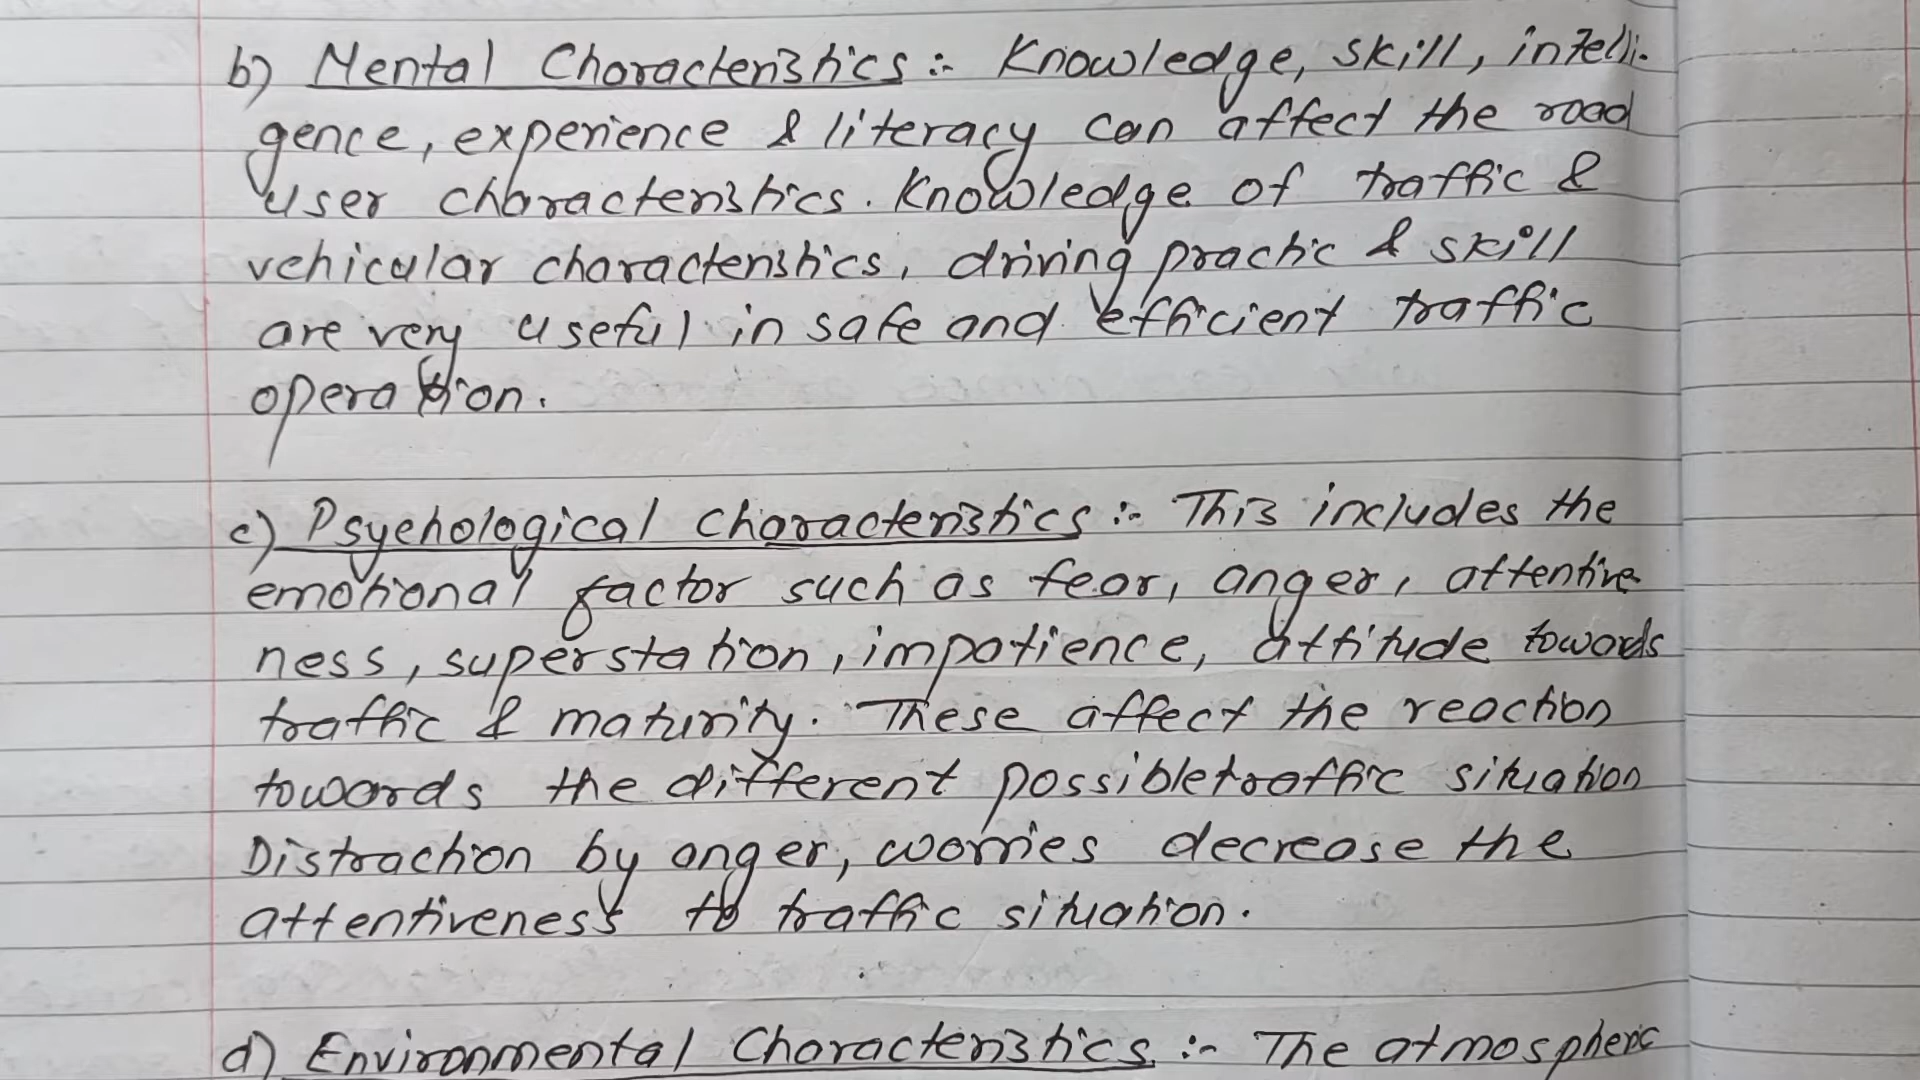 b) Mental Characteristics :- Knowledge, skill, intelli-
gence, experience & literacy can affect the road
user characteristics. Knowledge of traffic &
vehicular characteristics, driving practic & skill
are very useful in safe and efficient traffic
operation.
c) Psychological characteristics :- This includes the
emotional factor such as fear, anger, attentive
ness, superstation, impatience, attitude towards
traffic & maturity. These affect the reaction
towards the different possible traffic situation
Distraction by anger, worries decrease the
attentiveness to traffic situation.
d) Environmental Characteristics :- The atmospheric